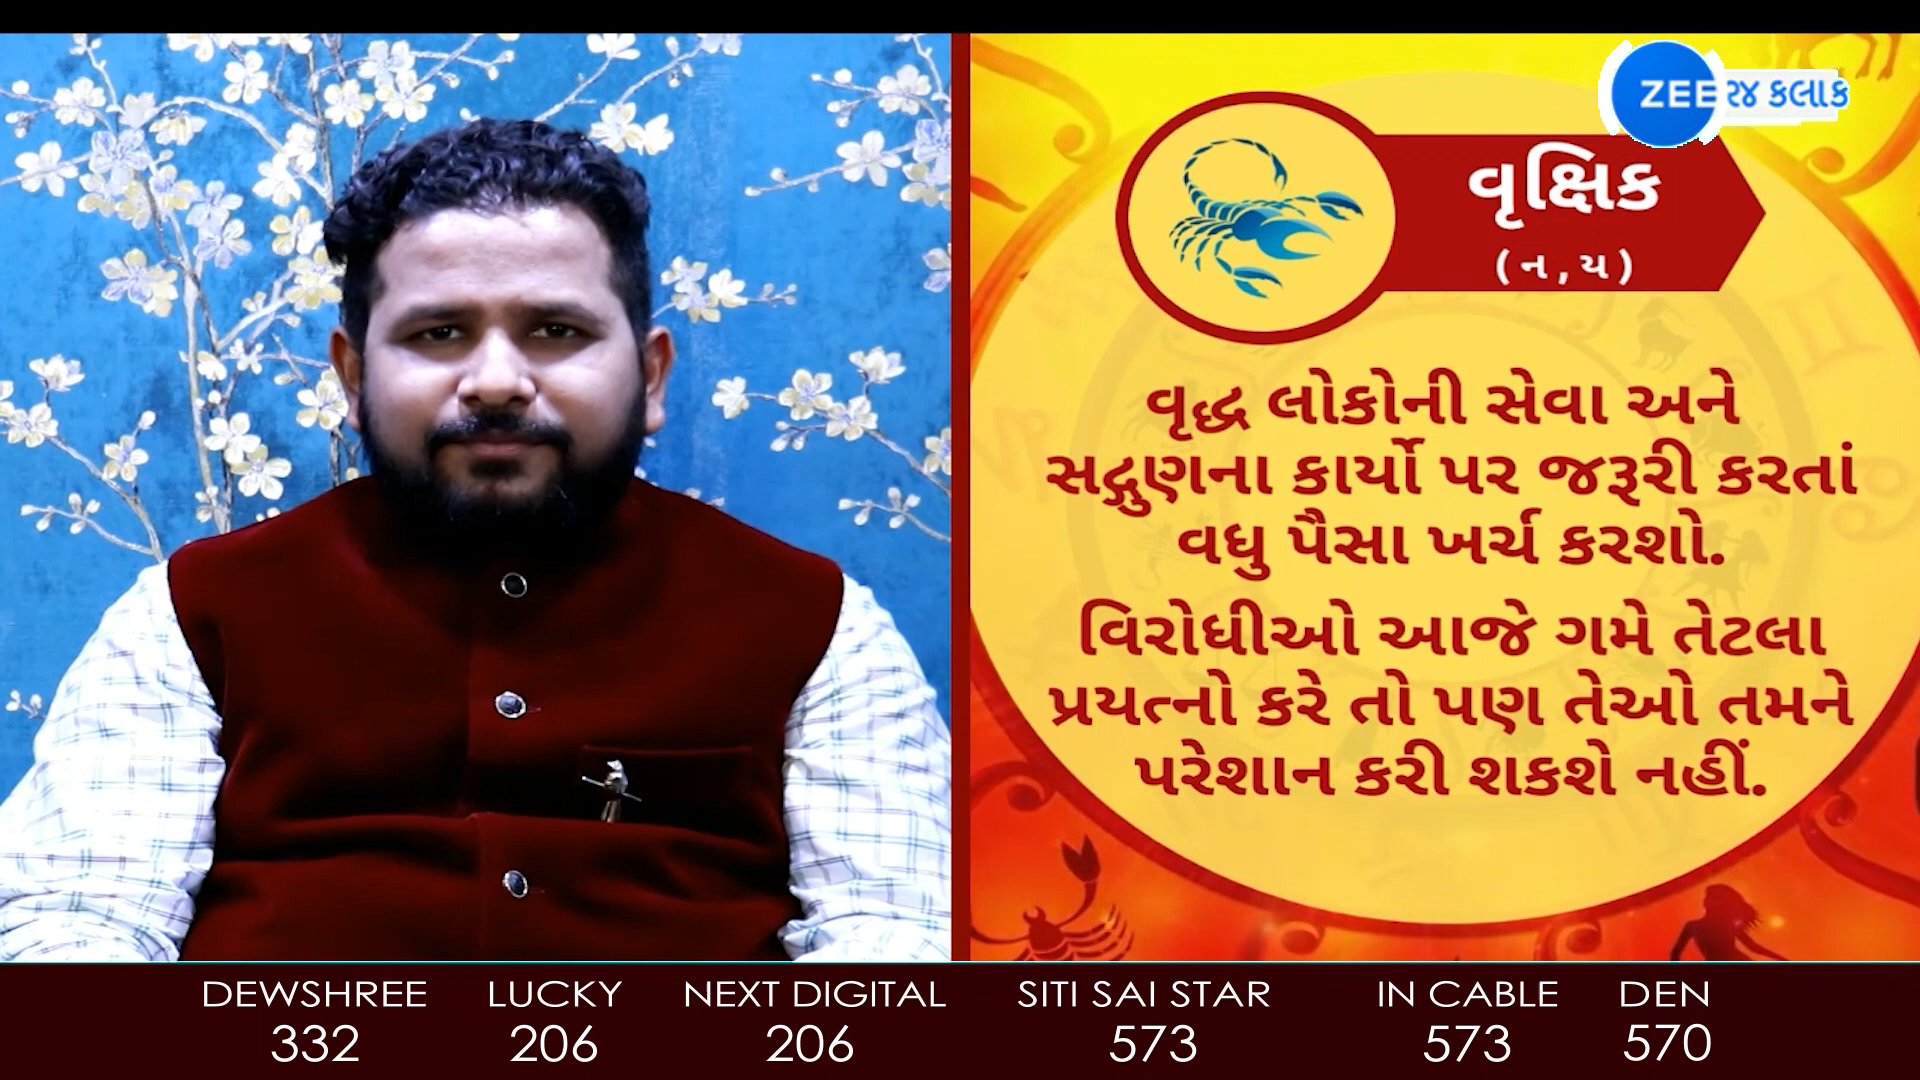 ZEE ૨૪ કલાક
વૃક્ષિક
( ન , ય )
વૃદ્ધ લોકોની સેવા અને
સદ્ગુણના કાર્યો પર જરૂરી કરતાં
વધુ પૈસા ખર્ચ કરશો.
વિરોધીઓ આજે ગમે તેટલા
પ્રયત્નો કરે તો પણ તેઓ તમને
પરેશાન કરી શકશે નહીં.
DEWSHREE LUCKY NEXT DIGITAL SITI SAI STAR IN CABLE DEN
332 206 206 573 573 570